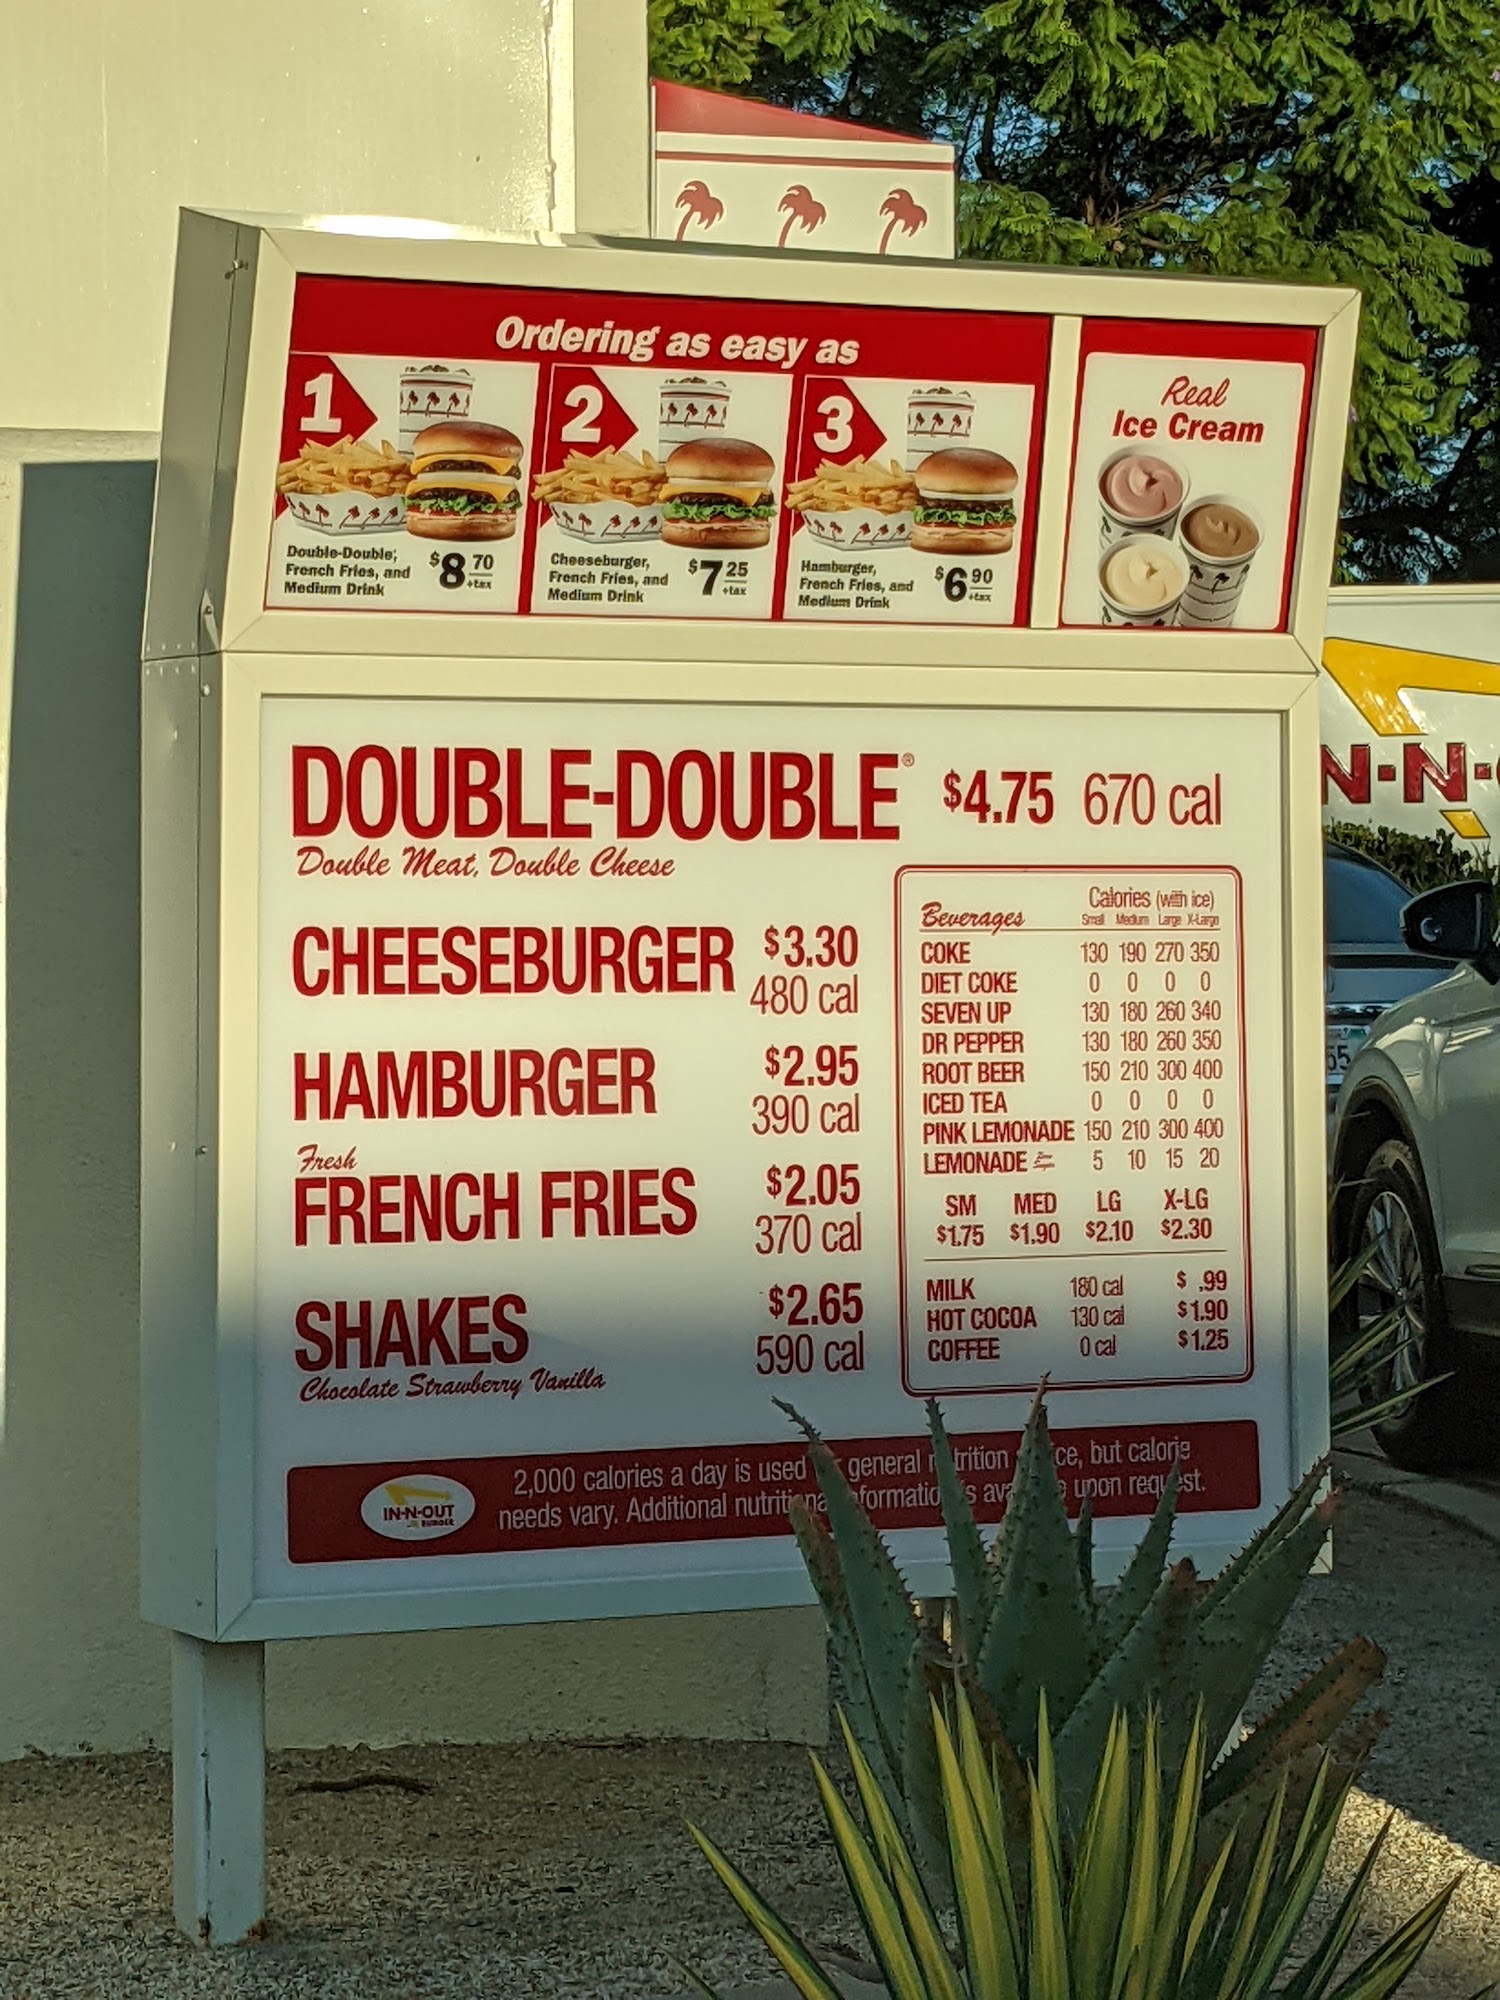 Ordering as easy as
1
Double-Double,
French Fries, and
Medium Drink
$8 70
+tax
2
Cheeseburger,
French Fries, and
Medium Drink
$7 25
+tax
3
Hamburger,
French Fries, and
Medium Drink
$6 90
+tax
Real
Ice Cream
DOUBLE-DOUBLE® $4.75 670 cal
Double Meat, Double Cheese
CHEESEBURGER $3.30
480 cal
HAMBURGER $2.95
390 cal
Fresh
FRENCH FRIES $2.05
370 cal
SHAKES $2.65
590 cal
Chocolate Strawberry Vanilla
Beverages Calories (with ice)
Small Medium Large X-Large
COKE 130 190 270 350
DIET COKE 0 0 0 0
SEVEN UP 130 180 260 340
DR PEPPER 130 180 260 350
ROOT BEER 150 210 300 400
ICED TEA 0 0 0 0
PINK LEMONADE 150 210 300 400
LEMONADE 5 10 15 20
SM MED LG X-LG
$1.75 $1.90 $2.10 $2.30
MILK 180 cal $ .99
HOT COCOA 130 cal $1.90
COFFEE 0 cal $1.25
IN-N-OUT
BURGER
2,000 calories a day is used general but calorie
needs vary. Additional upon
N-N-
55